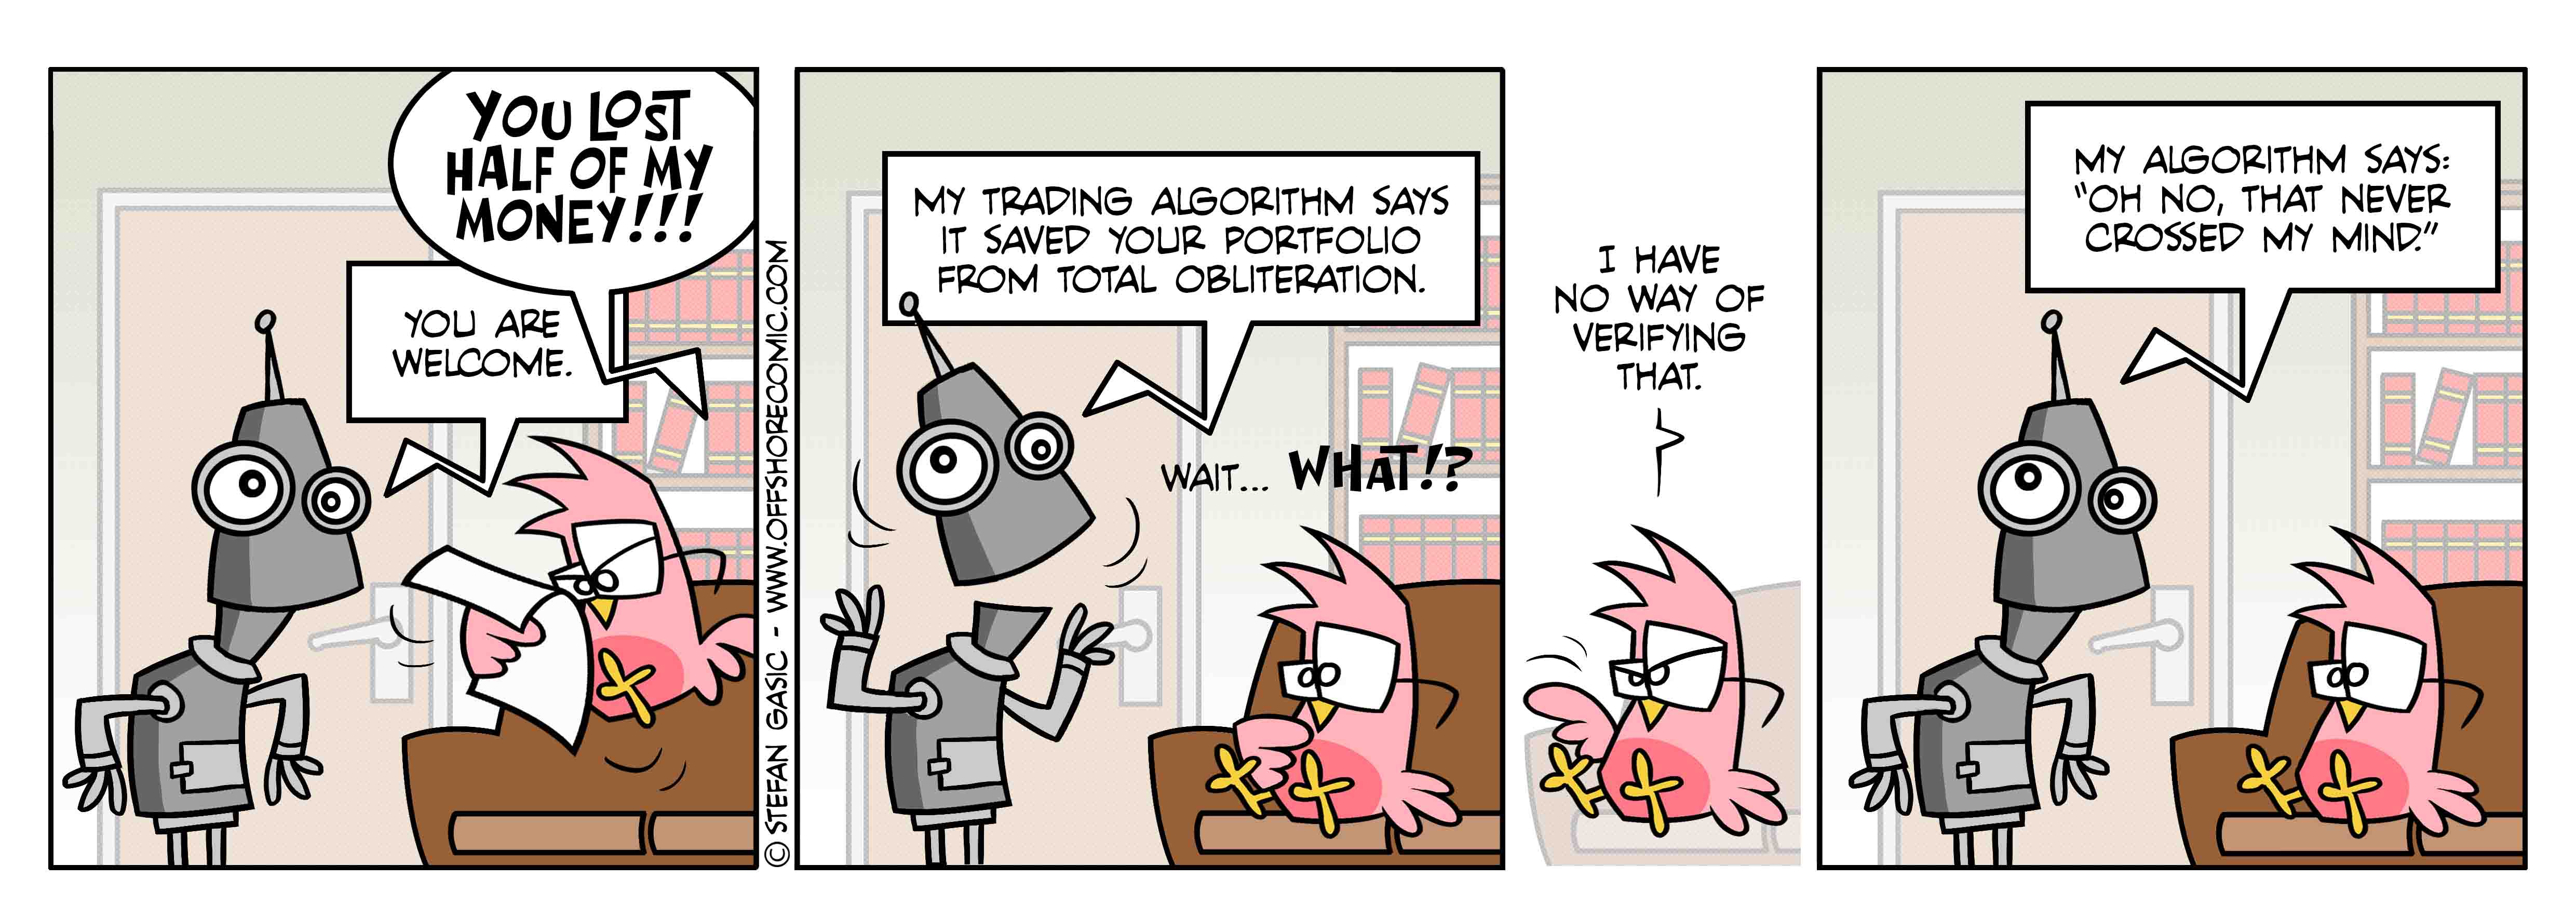 YOU LOST
HALF OF MY
MONEY!!!
YOU ARE
WELCOME.
© STEFAN GASIC - WWW.OFFSHORECOMIC.COM
MY TRADING ALGORITHM SAYS
IT SAVED YOUR PORTFOLIO
FROM TOTAL OBLITERATION.
WAIT... WHAT!?
I HAVE
NO WAY OF
VERIFYING
THAT.
MY ALGORITHM SAYS:
"OH NO, THAT NEVER
CROSSED MY MIND."